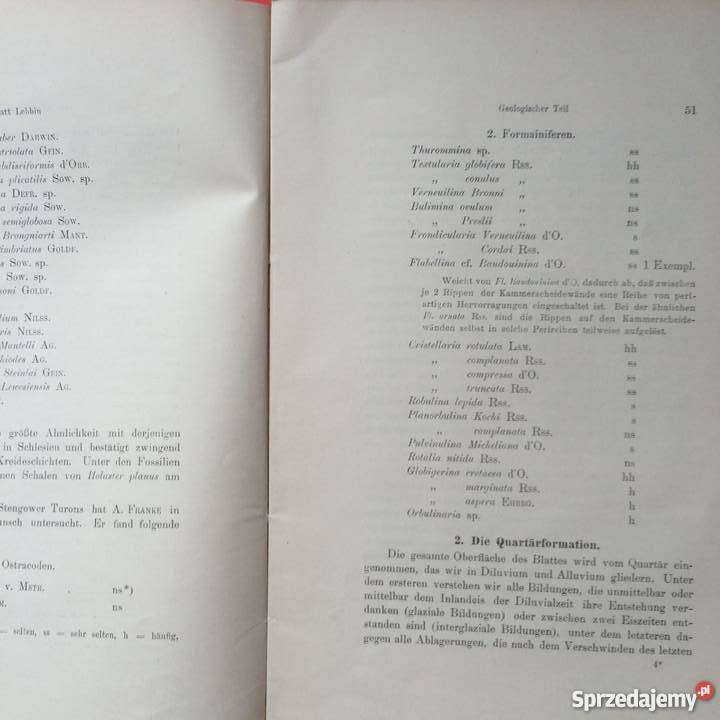 att Lebbin
ber DARWIN.
striolata GEIN.
bdisciformis d'ORB.
plicatilis Sow. sp.
a DEFR. sp.
a rigida Sow.
semiglobosa Sow.
Brongniarti MANT.
fimbriatus GOLDF.
s Sow. sp.
Sow. sp.
soni GOLDF.
lium NILSS.
ris NILSS.
Mantelli AG.
hiodes AG.
Steinlai GEIN.
Lewesiensis AG.
größte Ähnlichkeit mit derjenigen
in Schlesien und bestätigt zwingend
Kreideschichten. Unter den Fossilien
nen Schalen von Holaster planus am
Stengower Turons hat A. FRANKE in
unsch untersucht. Er fand folgende
Ostracoden.
v. MSTR. ns*)
R. ns
= selten, ss = sehr selten, h = häufig,
Geologischer Teil 51
2. Formainiferen.
Thurommina sp. ss
Textularia globifera Rss. hh
„ conulus „ ss
Verneuilina Bronni „ ss
Bulimina ovulum „ ns
„ Preslii „ ns
Frondicularia Verneuilina d'O. s
„ Cordai Rss. ss
Flabellina cf. Baudouinina d'O. ss 1 Exempl.
Weicht von Fl. Baudouinina d'O. dadurch ab, daß zwischen
je 2 Rippen der Kammerscheidewände eine Reihe von perl-
artigen Hervorragungen eingeschaltet ist. Bei der ähnlichen
Fl. ornata Rss. sind die Rippen auf den Kammerscheide-
wänden selbst in solche Perlreihen teilweise aufgelöst.
Cristellaria rotulata LAM. hh
„ complanata Rss. ss
„ compressa d'O. ss
„ truncata Rss. ss
Robulina lepida Rss. s
Planorbulina Kochi Rss. s
„ complanata Rss. ns
Pulvinulina Micheliana d'O. s
Rotalia nitida Rss. ns
Globigerina cretacea d'O. hh
„ marginata Rss. h
„ aspera EHRBG. h
Orbulinaria sp. h
2. Die Quartärformation.
Die gesamte Oberfläche des Blattes wird vom Quartär ein-
genommen, das wir in Diluvium und Alluvium gliedern. Unter
dem ersteren verstehen wir alle Bildungen, die unmittelbar oder
mittelbar dem Inlandeis der Diluvialzeit ihre Entstehung ver-
danken (glaziale Bildungen) oder zwischen zwei Eiszeiten ent-
standen sind (interglaziale Bildungen), unter dem letzteren da-
gegen alle Ablagerungen, die nach dem Verschwinden des letzten
4*
Sprzedajemy.pl